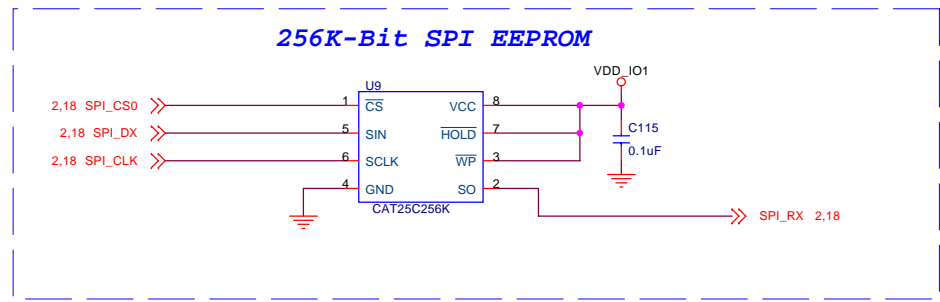 256K-Bit SPI EEPROM
VDD_IO1
U9
2,18 SPI_CS0
1
CS
VCC
8
2,18 SPI_DX
5
SIN
HOLD
7
C115
0.1uF
2,18 SPI_CLK
6
SCLK
WP
3
4
GND
SO
2
CAT25C256K
SPI_RX 2,18